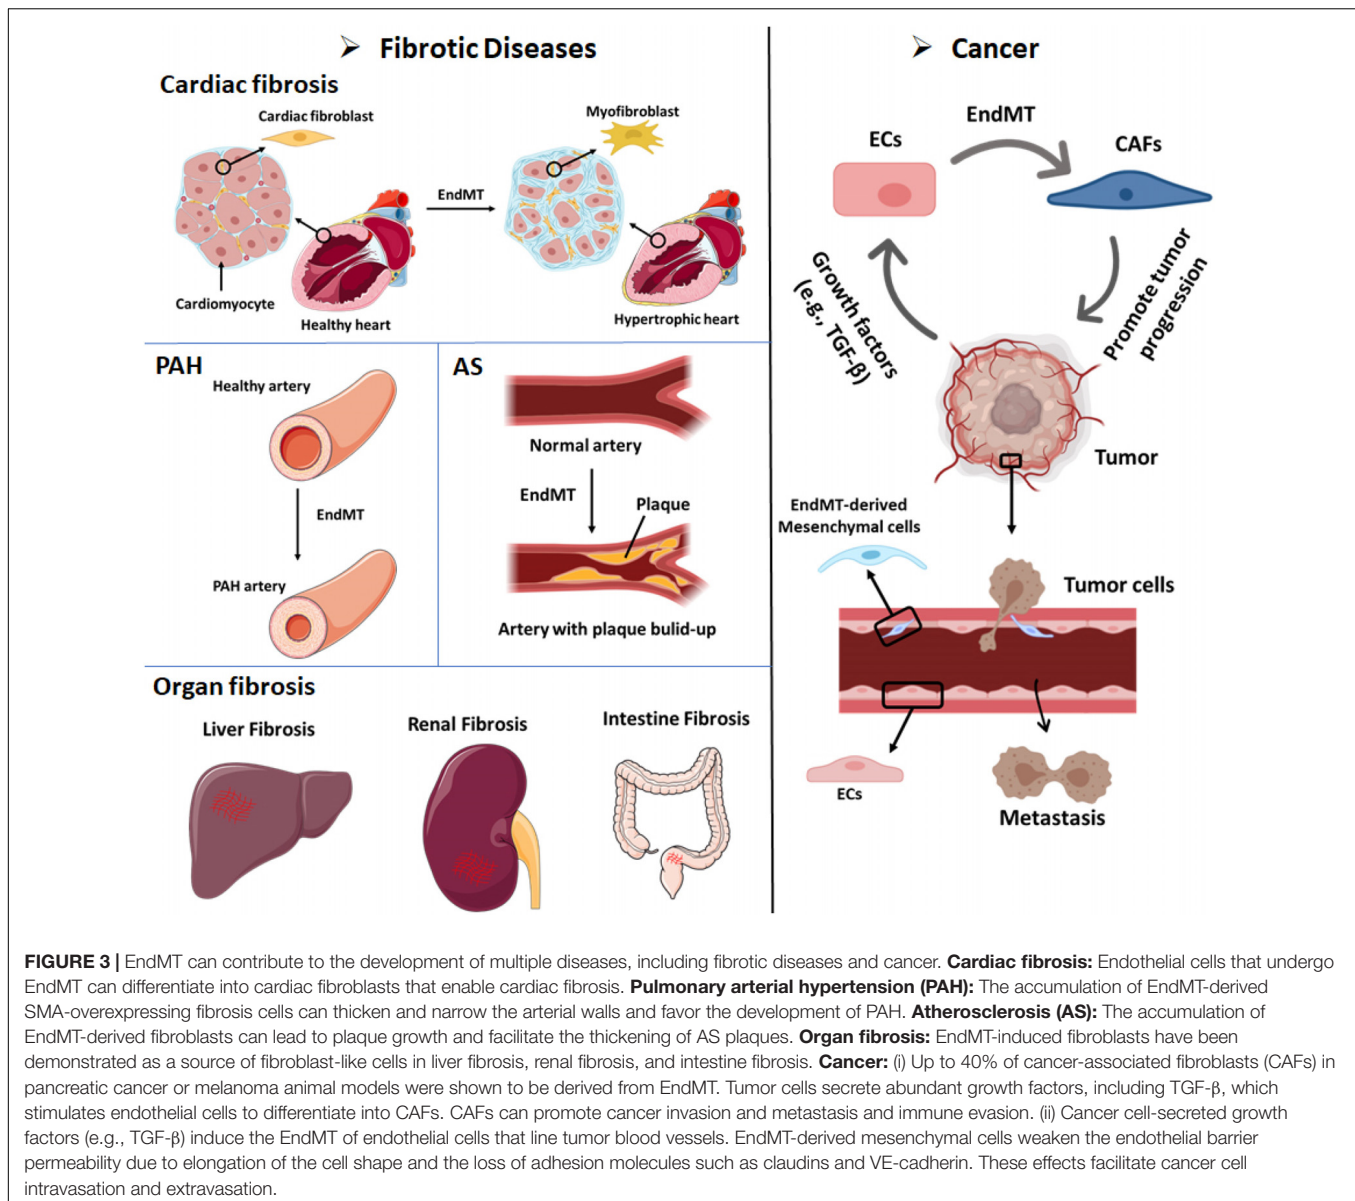 ➢ Fibrotic Diseases
Cardiac fibrosis
Cardiac fibroblast
Myofibroblast
EndMT
Cardiomyocyte
Healthy heart
Hypertrophic heart
PAH
Healthy artery
EndMT
PAH artery
AS
Normal artery
EndMT
Plaque
Artery with plaque bulid-up
Organ fibrosis
Liver Fibrosis
Renal Fibrosis
Intestine Fibrosis
➢ Cancer
EndMT
ECs
CAFs
Growth factors
(e.g., TGF-β)
Promote tumor
progression
Tumor
EndMT-derived
Mesenchymal cells
Tumor cells
ECs
Metastasis
FIGURE 3 | EndMT can contribute to the development of multiple diseases, including fibrotic diseases and cancer. Cardiac fibrosis: Endothelial cells that undergo
EndMT can differentiate into cardiac fibroblasts that enable cardiac fibrosis. Pulmonary arterial hypertension (PAH): The accumulation of EndMT-derived
SMA-overexpressing fibrosis cells can thicken and narrow the arterial walls and favor the development of PAH. Atherosclerosis (AS): The accumulation of
EndMT-derived fibroblasts can lead to plaque growth and facilitate the thickening of AS plaques. Organ fibrosis: EndMT-induced fibroblasts have been
demonstrated as a source of fibroblast-like cells in liver fibrosis, renal fibrosis, and intestine fibrosis. Cancer: (i) Up to 40% of cancer-associated fibroblasts (CAFs) in
pancreatic cancer or melanoma animal models were shown to be derived from EndMT. Tumor cells secrete abundant growth factors, including TGF-β, which
stimulates endothelial cells to differentiate into CAFs. CAFs can promote cancer invasion and metastasis and immune evasion. (ii) Cancer cell-secreted growth
factors (e.g., TGF-β) induce the EndMT of endothelial cells that line tumor blood vessels. EndMT-derived mesenchymal cells weaken the endothelial barrier
permeability due to elongation of the cell shape and the loss of adhesion molecules such as claudins and VE-cadherin. These effects facilitate cancer cell
intravasation and extravasation.